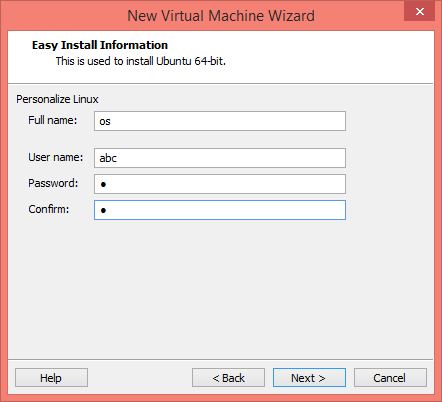 New Virtual Machine Wizard
Easy Install Information
This is used to install Ubuntu 64-bit.
Personalize Linux
Full name: os
User name: abc
Password: ●
Confirm: ●
Help < Back Next > Cancel